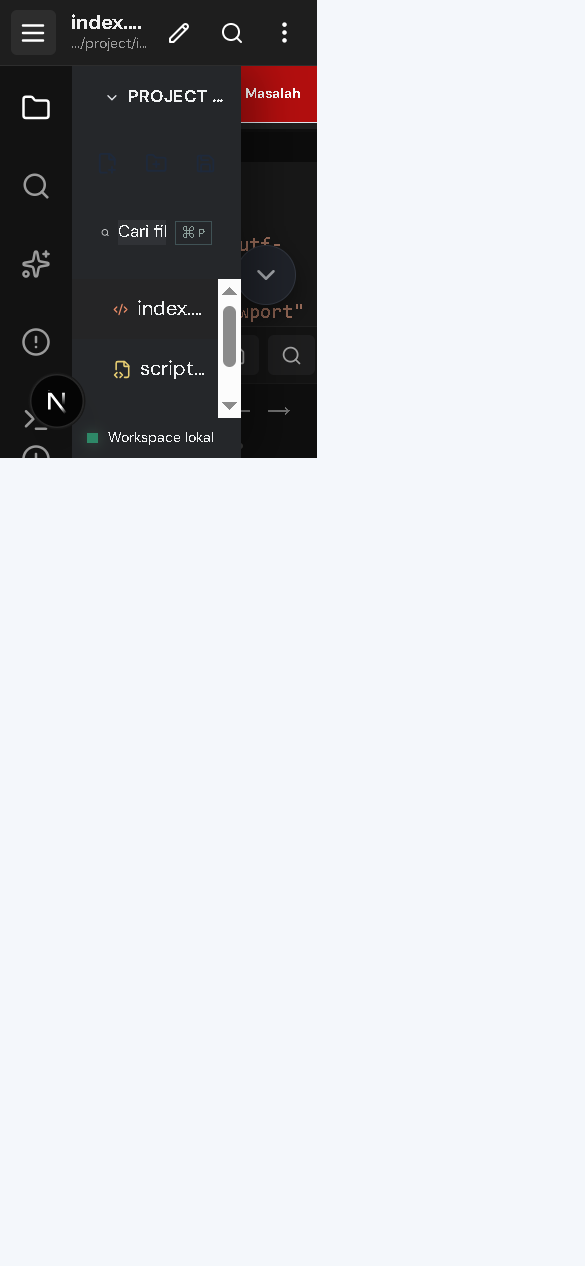 index....
.../project/i...
PROJECT ...
Masalah
Cari fil
⌘ P
utf-
wport"
index....
script...
N
Workspace lokal